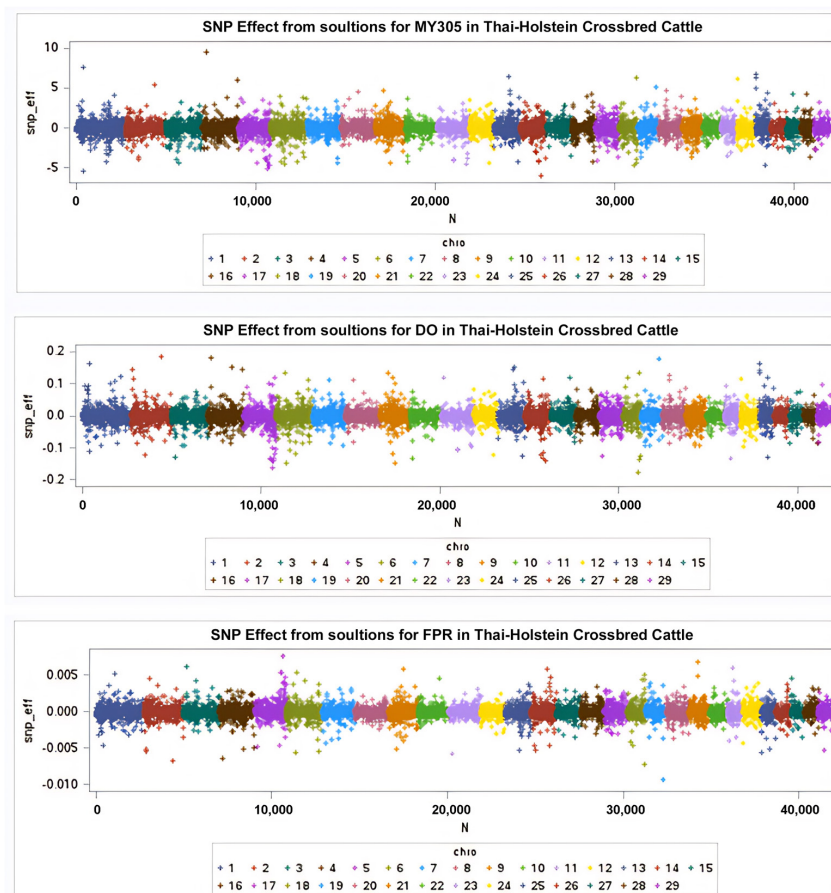 SNP Effect from soultions for MY305 in Thai-Holstein Crossbred Cattle
10
5
0
-5
snp_eff
0 10,000 20,000 30,000 40,000
N
chro
1 2 3 4 5 6 7 8 9 10 11 12 13 14 15
16 17 18 19 20 21 22 23 24 25 26 27 28 29
SNP Effect from soultions for DO in Thai-Holstein Crossbred Cattle
0.2
0.1
0.0
-0.1
-0.2
snp_eff
0 10,000 20,000 30,000 40,000
N
chro
1 2 3 4 5 6 7 8 9 10 11 12 13 14 15
16 17 18 19 20 21 22 23 24 25 26 27 28 29
SNP Effect from soultions for FPR in Thai-Holstein Crossbred Cattle
0.005
0.000
-0.005
-0.010
snp_eff
0 10,000 20,000 30,000 40,000
N
chro
1 2 3 4 5 6 7 8 9 10 11 12 13 14 15
16 17 18 19 20 21 22 23 24 25 26 27 28 29